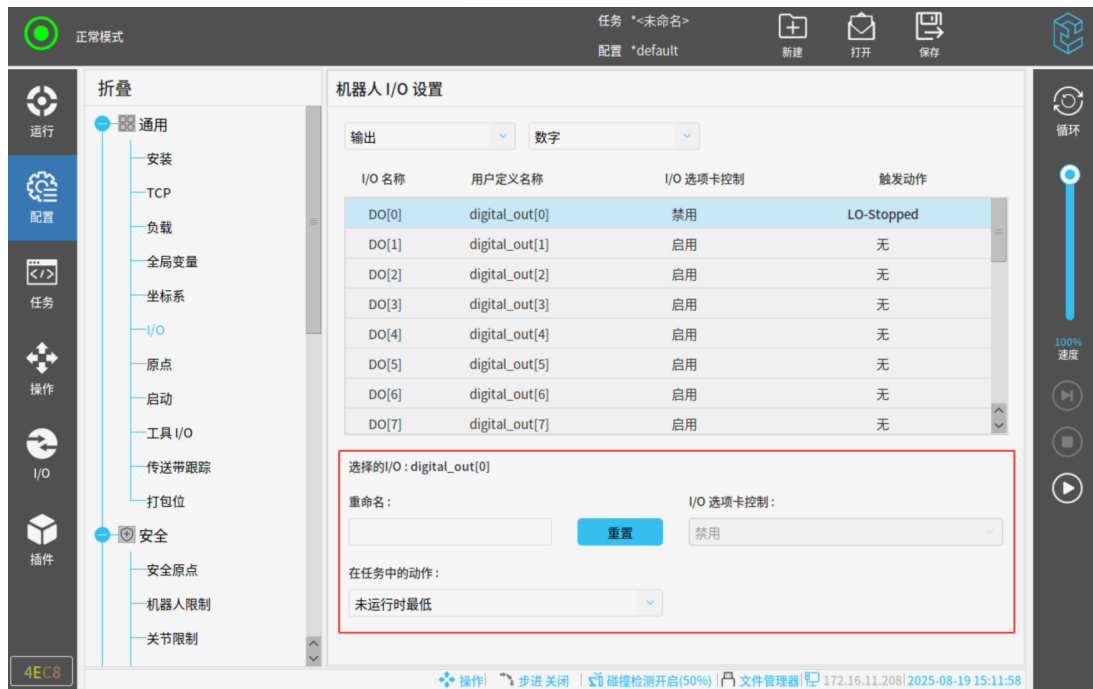 正常模式
任务 *<未命名>
配置 *default
新建
打开
保存
运行
配置
任务
操作
I/O
插件
4EC8
折叠
通用
安装
TCP
负载
全局变量
坐标系
I/O
原点
启动
工具 I/O
传送带跟踪
打包位
安全
安全原点
机器人限制
关节限制
机器人 I/O 设置
输出 数字
I/O 名称 用户定义名称 I/O 选项卡控制 触发动作
DO[0] digital_out[0] 禁用 LO-Stopped
DO[1] digital_out[1] 启用 无
DO[2] digital_out[2] 启用 无
DO[3] digital_out[3] 启用 无
DO[4] digital_out[4] 启用 无
DO[5] digital_out[5] 启用 无
DO[6] digital_out[6] 启用 无
DO[7] digital_out[7] 启用 无
选择的I/O : digital_out[0]
重命名 : I/O 选项卡控制 :
重置 禁用
在任务中的动作 :
未运行时最低
循环
100%
速度
操作 步进 关闭 碰撞检测开启(50%) 文件管理器 172.16.11.208 2025-08-19 15:11:58